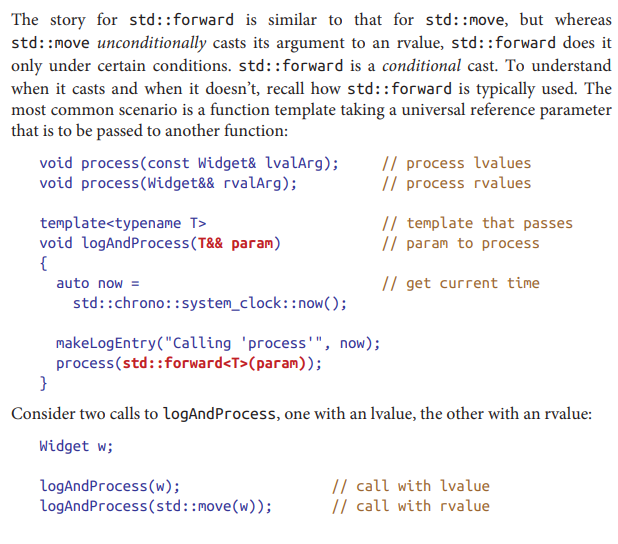 The story for std::forward is similar to that for std::move, but whereas
std::move unconditionally casts its argument to an rvalue, std::forward does it
only under certain conditions. std::forward is a conditional cast. To understand
when it casts and when it doesn’t, recall how std::forward is typically used. The
most common scenario is a function template taking a universal reference parameter
that is to be passed to another function:
void process(const Widget& lvalArg);     // process lvalues
void process(Widget&& rvalArg);          // process rvalues
template<typename T>                     // template that passes
void logAndProcess(T&& param)            // param to process
{
  auto now =                             // get current time
    std::chrono::system_clock::now();
  makeLogEntry("Calling 'process'", now);
  process(std::forward<T>(param));
}
Consider two calls to logAndProcess, one with an lvalue, the other with an rvalue:
Widget w;
logAndProcess(w);                  // call with lvalue
logAndProcess(std::move(w));       // call with rvalue